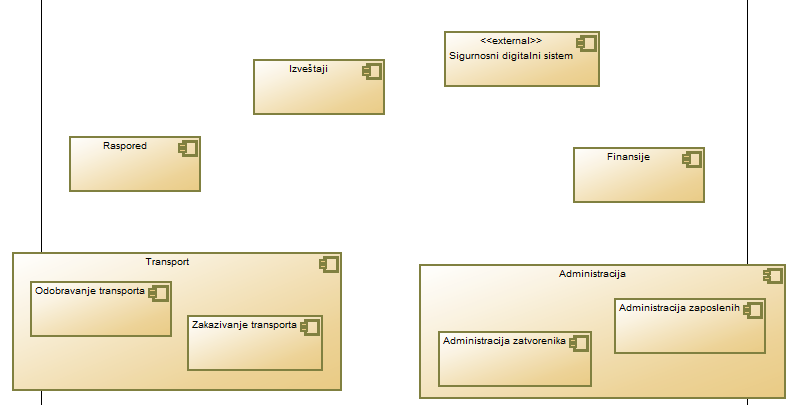 <<external>>
Sigurnosni digitalni sistem
Izveštaji
Raspored
Finansije
Transport
Odobravanje transporta
Zakazivanje transporta
Administracija
Administracija zaposlenih
Administracija zatvorenika